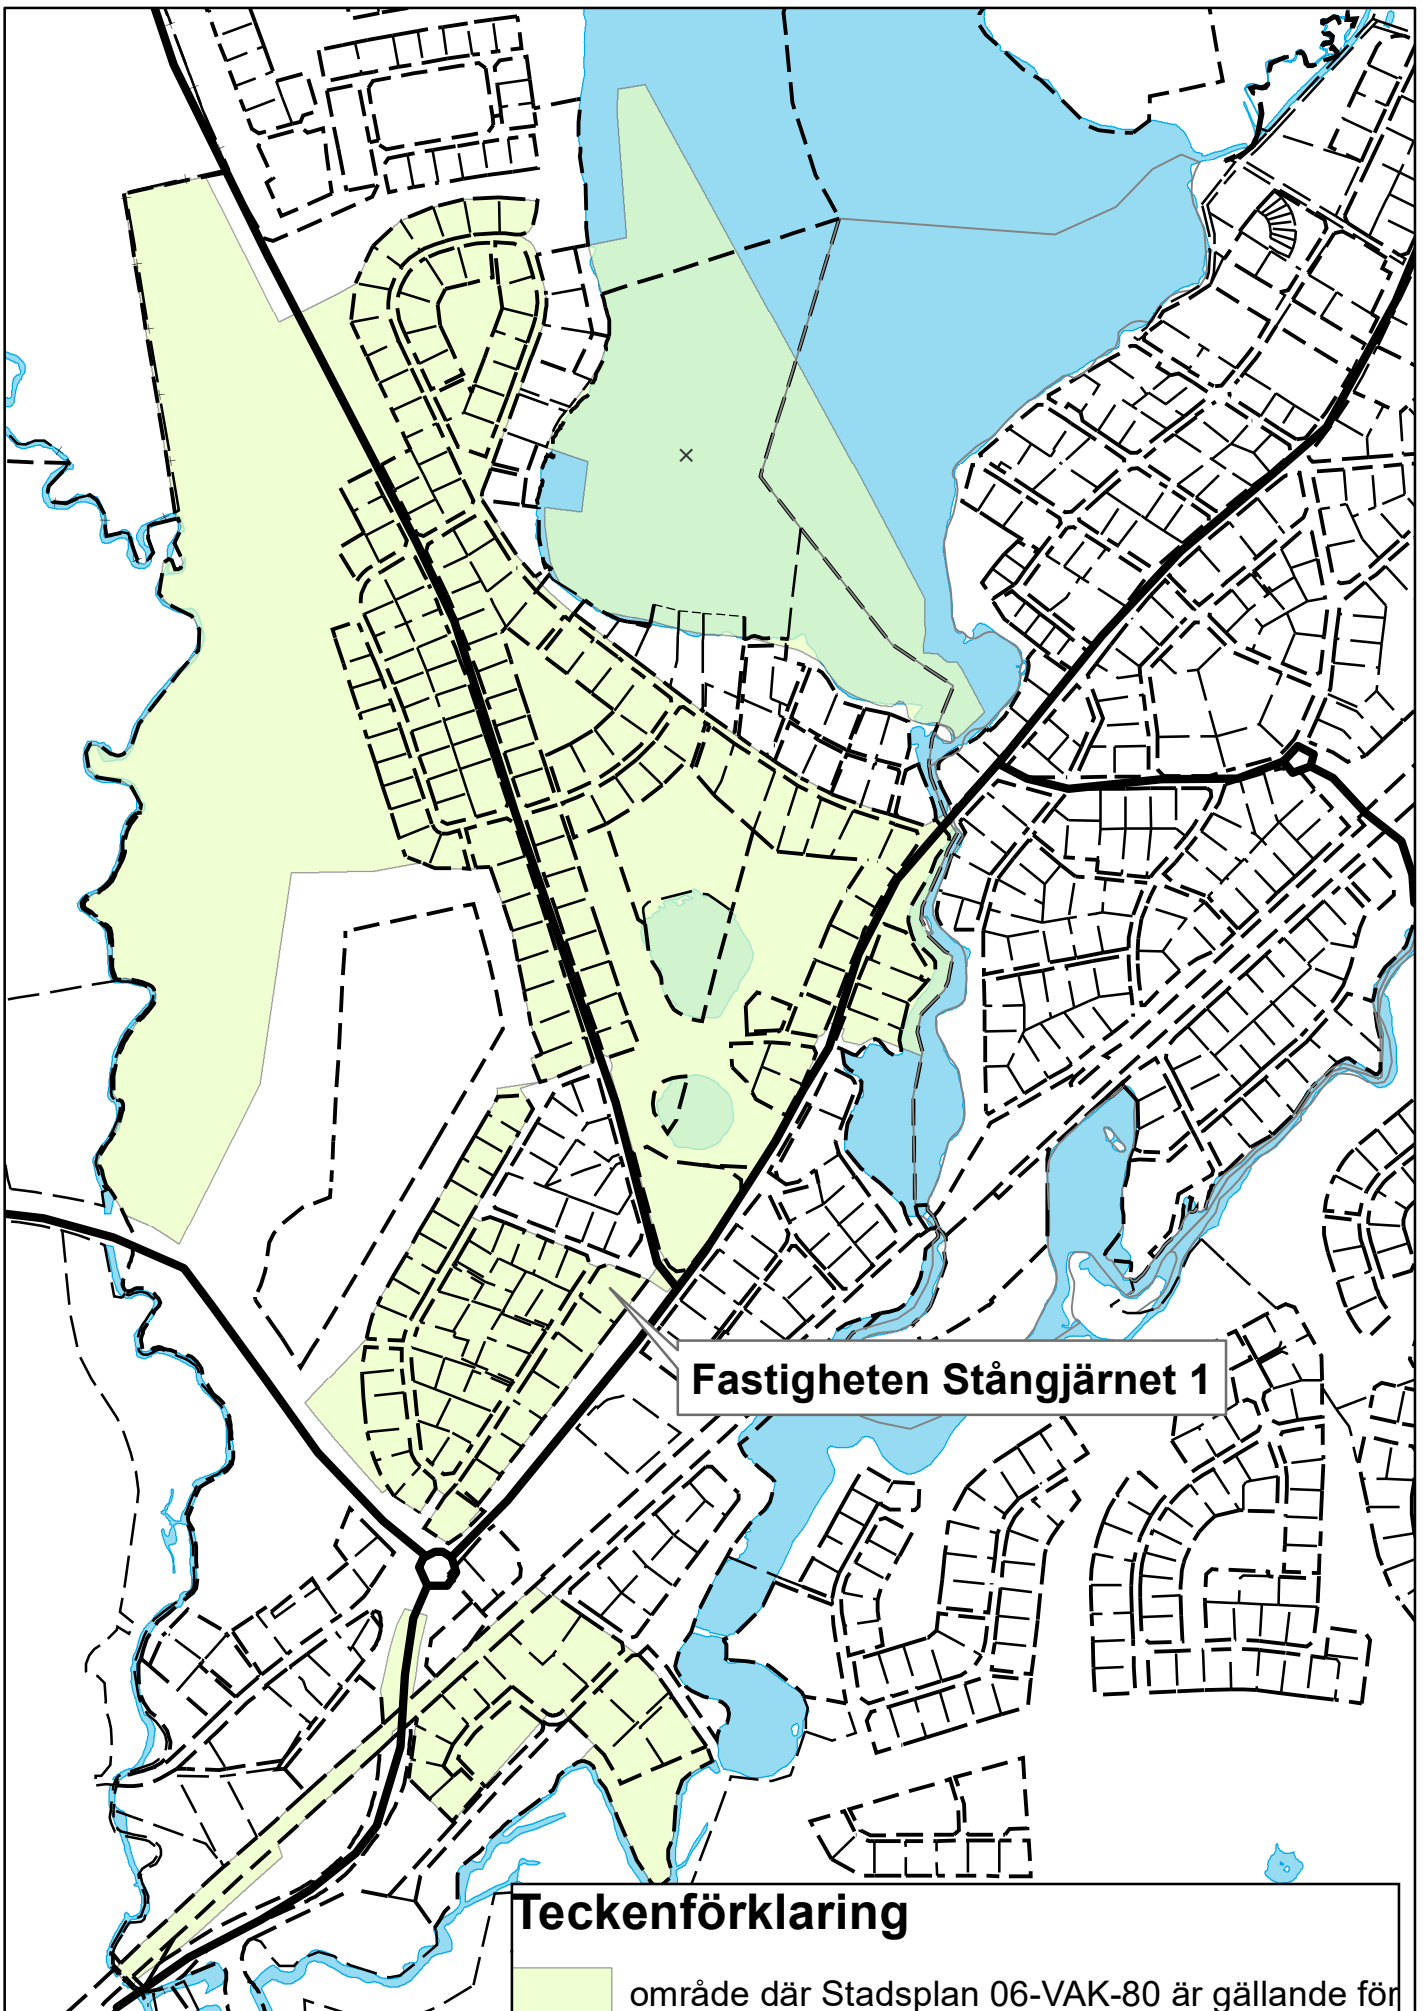 Fastigheten Stångjärnet 1
Teckenförklaring
område där Stadsplan 06-VAK-80 är gällande för